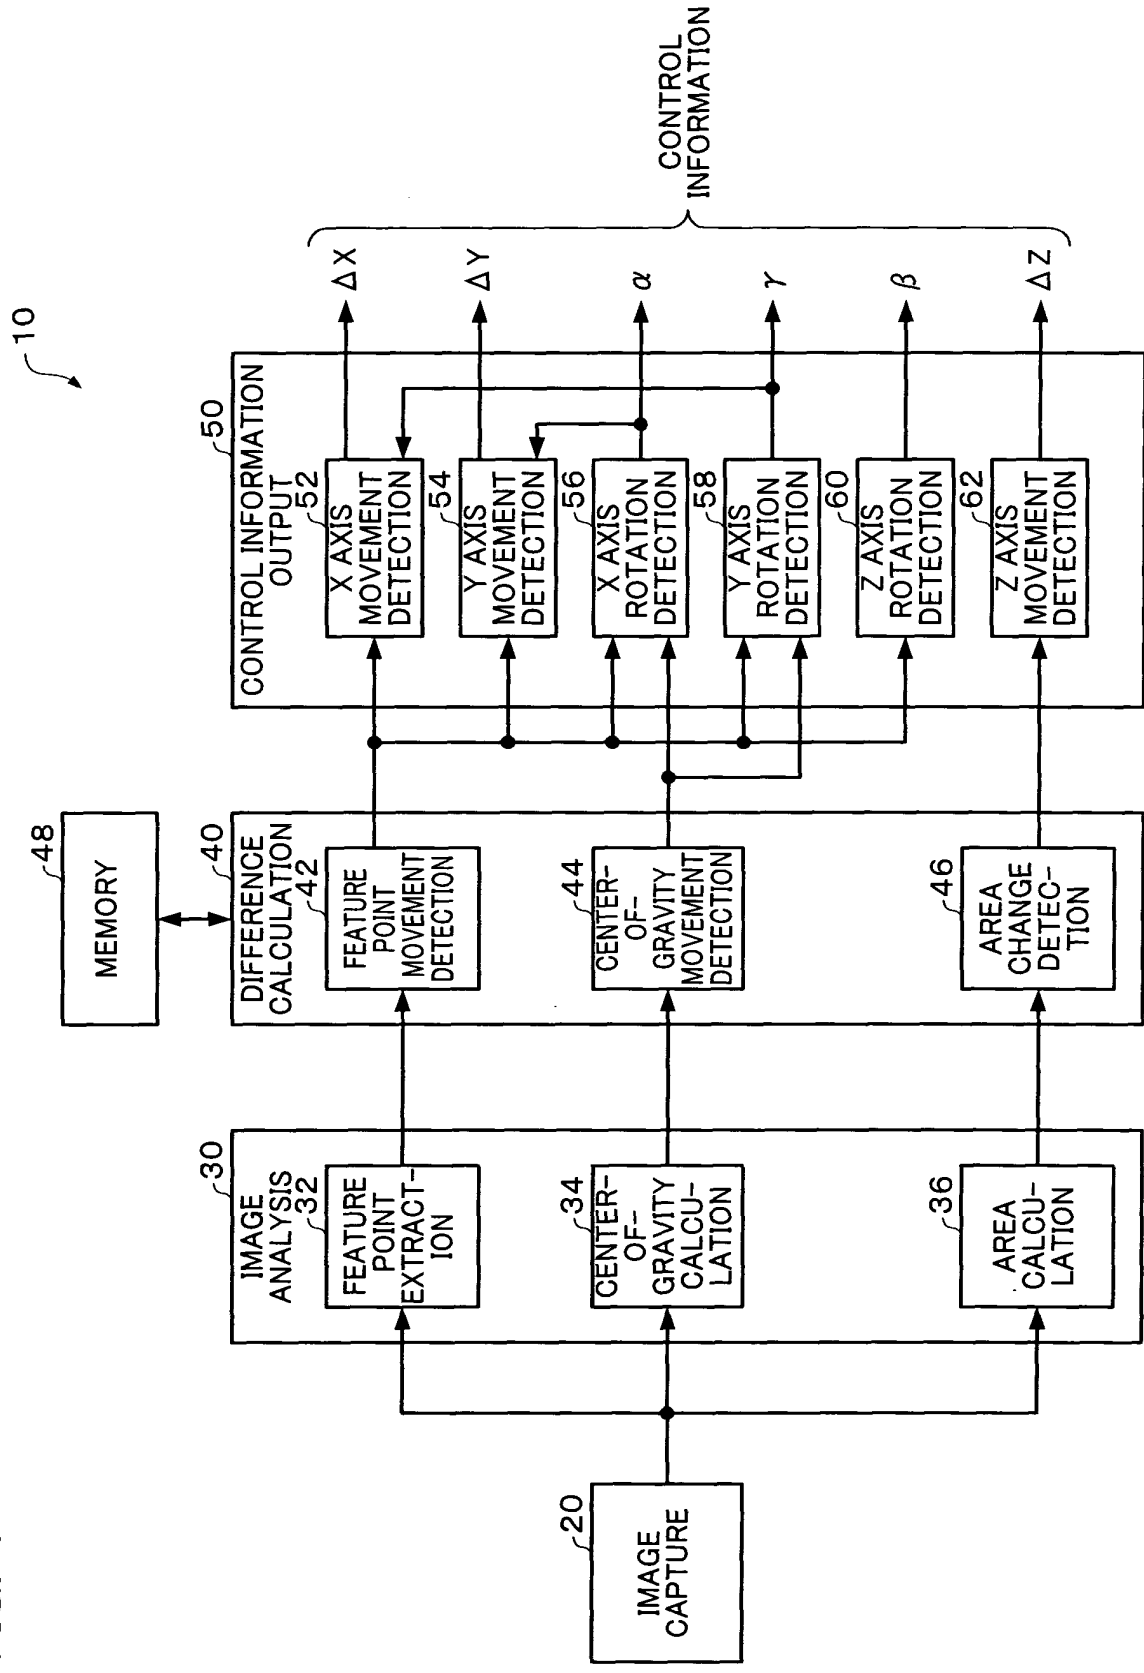 10
IMAGE
CAPTURE
20
IMAGE
ANALYSIS
30
FEATURE
POINT
EXTRACT-
ION
32
CENTER-
OF-
GRAVITY
CALCU-
LATION
34
AREA
CALCU-
LATION
36
MEMORY
48
DIFFERENCE
CALCULATION
40
FEATURE
POINT
MOVEMENT
DETECTION
42
CENTER-
OF-
GRAVITY
MOVEMENT
DETECTION
44
AREA
CHANGE
DETEC-
TION
46
CONTROL INFORMATION
OUTPUT
50
X AXIS
MOVEMENT
DETECTION
52
Y AXIS
MOVEMENT
DETECTION
54
X AXIS
ROTATION
DETECTION
56
Y AXIS
ROTATION
DETECTION
58
Z AXIS
ROTATION
DETECTION
60
Z AXIS
MOVEMENT
DETECTION
62
ΔX
ΔY
α
γ
β
ΔZ
CONTROL
INFORMATION